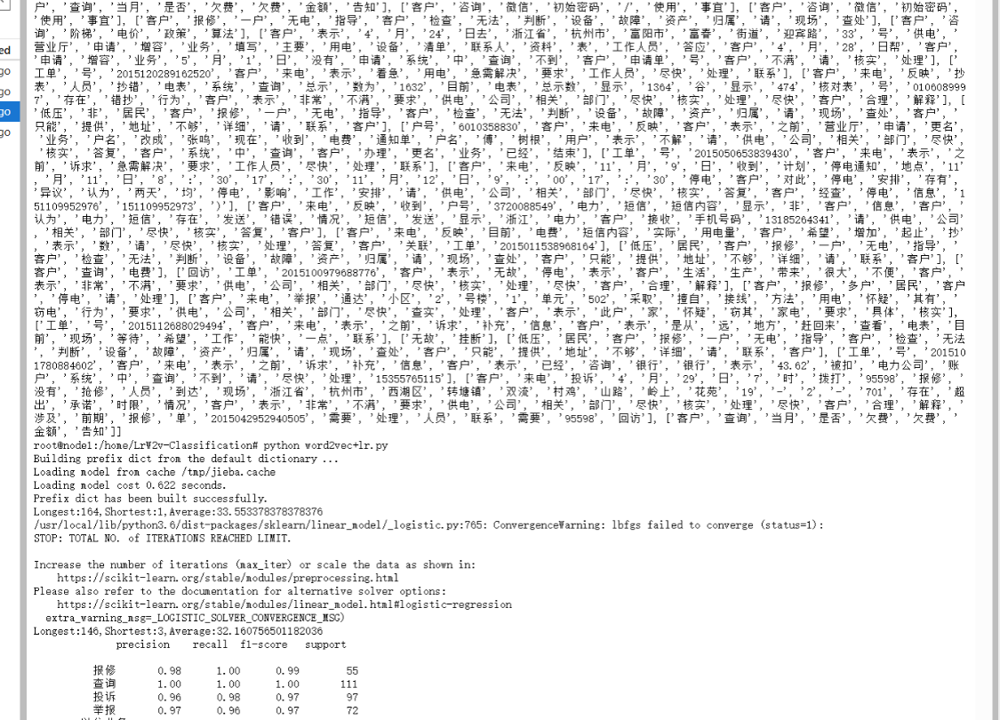 户', '查询', '当月', '是否', '欠费', '欠费', '金额', '告知'], ['客户', '咨询', '微信', '初始密码', '/', '使用', '事宜'], ['客户', '咨询', '微信', '初始密码',
'使用', '事宜'], ['客户', '报修', '一户', '无电', '指导', '客户', '检查', '无法', '判断', '设备', '故障', '资产', '归属', '请', '现场', '查处'], ['客户', '咨
询', '阶梯', '电价', '政策', '算法'], ['客户', '表示', '4', '月', '24', '日去', '浙江省', '杭州市', '富阳市', '富春', '街道', '迎宾路', '33', '号', '供电',
营业厅', '申请', '增容', '业务', '填写', '主要', '用电', '设备', '清单', '联系人', '资料', '表', '工作人员', '答应', '客户', '4', '月', '28', '日帮', '客户',
'申请', '增容', '业务', '5', '月', '1', '日', '没有', '申请', '系统', '中', '查询', '不到', '客户', '申请单', '号', '客户', '不满', '请', '核实', '处理'], ['
工单', '号', '2015120289162520', '客户', '来电', '表示', '着急', '用电', '急需解决', '要求', '工作人员', '尽快', '处理', '联系'], ['客户', '来电', '反映', '抄
表', '人员', '抄错', '电表', '系统', '查询', '总示', '数为', '1632', '目前', '电表', '总示数', '显示', '1364', '谷', '显示', '474', '核对表', '号', '010608999
7', '存在', '错抄', '行为', '客户', '表示', '非常', '不满', '要求', '供电', '公司', '相关', '部门', '尽快', '核实', '处理', '尽快', '客户', '合理', '解释'], [
'低压', '非', '居民', '客户', '报修', '一户', '无电', '指导', '客户', '检查', '无法', '判断', '设备', '故障', '资产', '归属', '请', '现场', '查处', '客户', '
只能', '提供', '地址', '不够', '详细', '请', '联系', '客户'], ['户号', '6010358830', '客户', '来电', '反映', '客户', '表示', '之前', '营业厅', '申请', '更名',
'业务', '户名', '改成', '张鸣', '现在', '收到', '电费', '通知单', '户名', '傅', '树根', '用户', '表示', '不解', '请', '供电', '公司', '相关', '部门', '尽快',
'核实', '答复', '客户', '系统', '中', '查询', '客户', '办理', '更名', '业务', '已经', '结束'], ['工单', '号', '2015050653839430', '客户', '来电', '表示', '之
前', '诉求', '急需解决', '要求', '工作人员', '尽快', '处理', '联系'], ['客户', '来电', '反映', '11', '月', '9', '日', '收到', '计划', '停电通知', '地点', '11'
, '月', '11', '日', '8', ':', '30', '17', ':', '30', '11', '月', '12', '日', '9', ':', '00', '17', ':', '30', '停电', '客户', '对此', '停电', '安排', '存有',
'异议', '认为', '两天', '均', '停电', '影响', '工作', '安排', '请', '供电', '公司', '相关', '部门', '尽快', '核实', '答复', '客户', '经查', '停电', '信息', '1
51109952976', '151109952973', ')'], ['客户', '来电', '反映', '收到', '户号', '3720088549', '电力', '短信', '短信内容', '显示', '非', '客户', '信息', '客户',
认为', '电力', '短信', '存在', '发送', '错误', '情况', '短信', '发送', '显示', '浙江', '电力', '客户', '接收', '手机号码', '13185264341', '请', '供电', '公司'
, '相关', '部门', '尽快', '核实', '答复', '客户'], ['客户', '来电', '反映', '目前', '电费', '短信内容', '实际', '用电量', '客户', '希望', '增加', '起止', '抄'
, '表示', '数', '请', '尽快', '核实', '处理', '答复', '客户', '关联', '工单', '2015011538968164'], ['低压', '居民', '客户', '报修', '一户', '无电', '指导', '
客户', '检查', '无法', '判断', '设备', '故障', '资产', '归属', '请', '现场', '查处', '客户', '只能', '提供', '地址', '不够', '详细', '请', '联系', '客户'], ['
客户', '查询', '电费'], ['回访', '工单', '2015100979688776', '客户', '表示', '无故', '停电', '表示', '客户', '生活', '生产', '带来', '很大', '不便', '客户',
表示', '非常', '不满', '要求', '供电', '公司', '相关', '部门', '尽快', '核实', '处理', '尽快', '客户', '合理', '解释'], ['客户', '报修', '多户', '居民', '客户
', '停电', '请', '处理'], ['客户', '来电', '举报', '通达', '小区', '2', '号楼', '1', '单元', '502', '采取', '擅自', '接线', '方法', '用电', '怀疑', '其有', '
窃电', '行为', '要求', '供电', '公司', '相关', '部门', '尽快', '查实', '处理', '客户', '表示', '此户', '家', '怀疑', '窃其', '家电', '要求', '具体', '核实'],
['工单', '号', '2015112688029494', '客户', '来电', '表示', '之前', '诉求', '补充', '信息', '客户', '表示', '是从', '远', '地方', '赶回来', '查看', '电表', '目
前', '现场', '等待', '希望', '工作', '能快', '一点', '联系'], ['无故', '挂断'], ['低压', '居民', '客户', '报修', '一户', '无电', '指导', '客户', '检查', '无法
', '判断', '设备', '故障', '资产', '归属', '请', '现场', '查处', '客户', '只能', '提供', '地址', '不够', '详细', '请', '联系', '客户'], ['工单', '号', '201510
1780884602', '客户', '来电', '表示', '之前', '诉求', '补充', '信息', '客户', '表示', '已经', '咨询', '银行', '银行', '表示', '43.62', '被扣', '电力公司', '账
户', '系统', '中', '查询', '不到', '请', '尽快', '处理', '15355765115'], ['客户', '来电', '投诉', '4', '月', '29', '日', '7', '时', '拨打', '95598', '报修', '
没有', '抢修', '人员', '到达', '现场', '浙江省', '杭州市', '西湖区', '转塘镇', '双流', '村鸡', '山路', '岭上', '花苑', '19', '-', '2', '-', '701', '存在', '超
出', '承诺', '时限', '情况', '客户', '表示', '非常', '不满', '要求', '供电', '公司', '相关', '部门', '尽快', '核实', '处理', '尽快', '客户', '合理', '解释', '
涉及', '前期', '报修', '单', '2015042952940505', '需要', '处理', '人员', '联系', '需要', '95598', '回访'], ['客户', '查询', '当月', '是否', '欠费', '欠费', '
金额', '告知']]
root@node1:/home/LrW2v-Classification# python word2vec+lr.py
Building prefix dict from the default dictionary ...
Loading model from cache /tmp/jieba.cache
Loading model cost 0.622 seconds.
Prefix dict has been built successfully.
Longest:164,Shortest:1,Average:33.553378378378376
/usr/local/lib/python3.6/dist-packages/sklearn/linear_model/_logistic.py:765: ConvergenceWarning: lbfgs failed to converge (status=1):
STOP: TOTAL NO. of ITERATIONS REACHED LIMIT.
Increase the number of iterations (max_iter) or scale the data as shown in:
https://scikit-learn.org/stable/modules/preprocessing.html
Please also refer to the documentation for alternative solver options:
https://scikit-learn.org/stable/modules/linear_model.html#logistic-regression
extra_warning_msg=_LOGISTIC_SOLVER_CONVERGENCE_MSG)
Longest:146,Shortest:3,Average:32.160756501182036
precision recall f1-score support
报修 0.98 1.00 0.99 55
查询 1.00 1.00 1.00 111
投诉 0.96 0.98 0.97 97
举报 0.97 0.96 0.97 72
ed
go
go
go
go